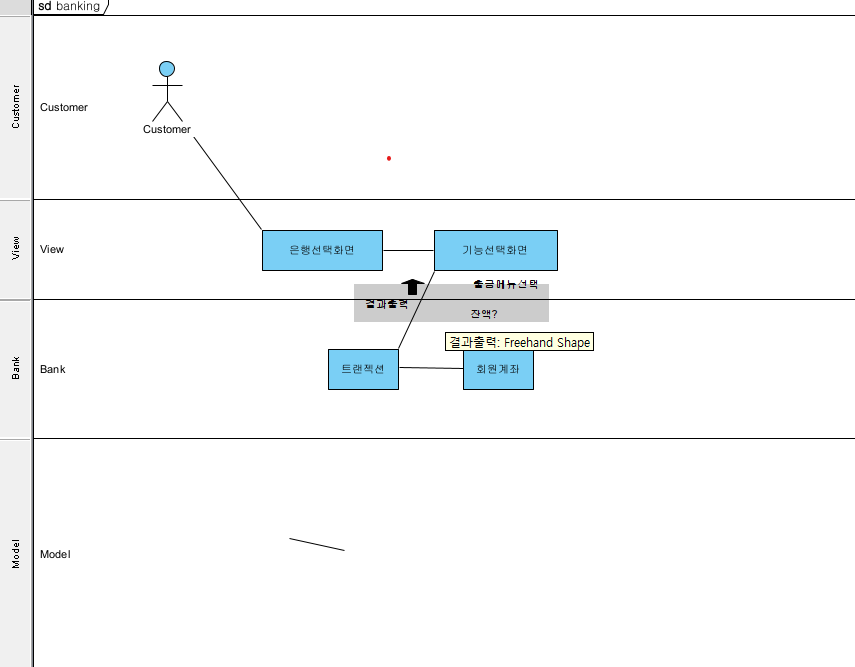 sd banking
Customer
Customer
Customer
View
View
은행선택화면
기능선택화면
출금메뉴선택
결과출력
잔액?
결과출력: Freehand Shape
Bank
Bank
트랜젝션
회원계좌
Model
Model